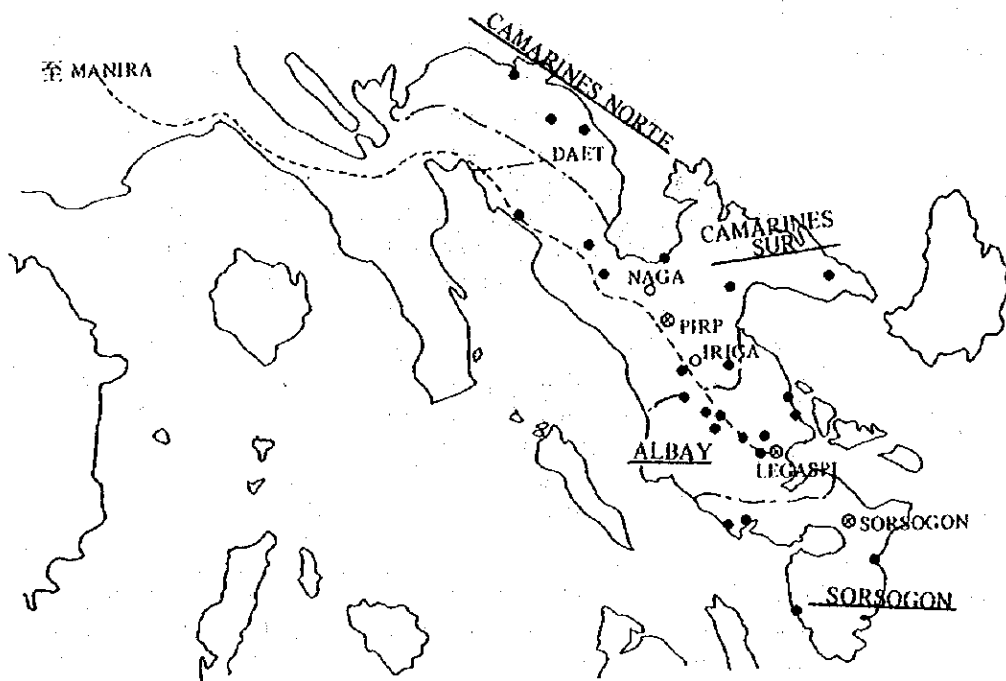 至 MANIRA
CAMARINES NORTE
DAET
CAMARINES
SUR
NAGA
PIRP
IRIGA
ALBAY
LEGASPI
SORSOGON
SORSOGON